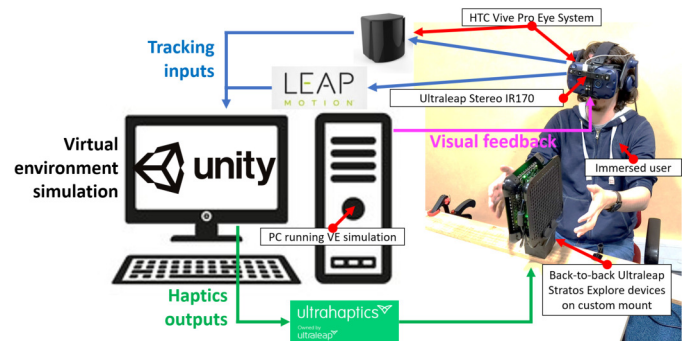 HTC Vive Pro Eye System
Tracking
inputs
LEAP
MOTION
Ultraleap Stereo IR170
Virtual
environment
simulation
unity
Visual feedback
Immersed user
PC running VE simulation
Haptics
outputs
ultrahaptics
Owned by
ultraleap
Back-to-back Ultraleap
Stratos Explore devices
on custom mount